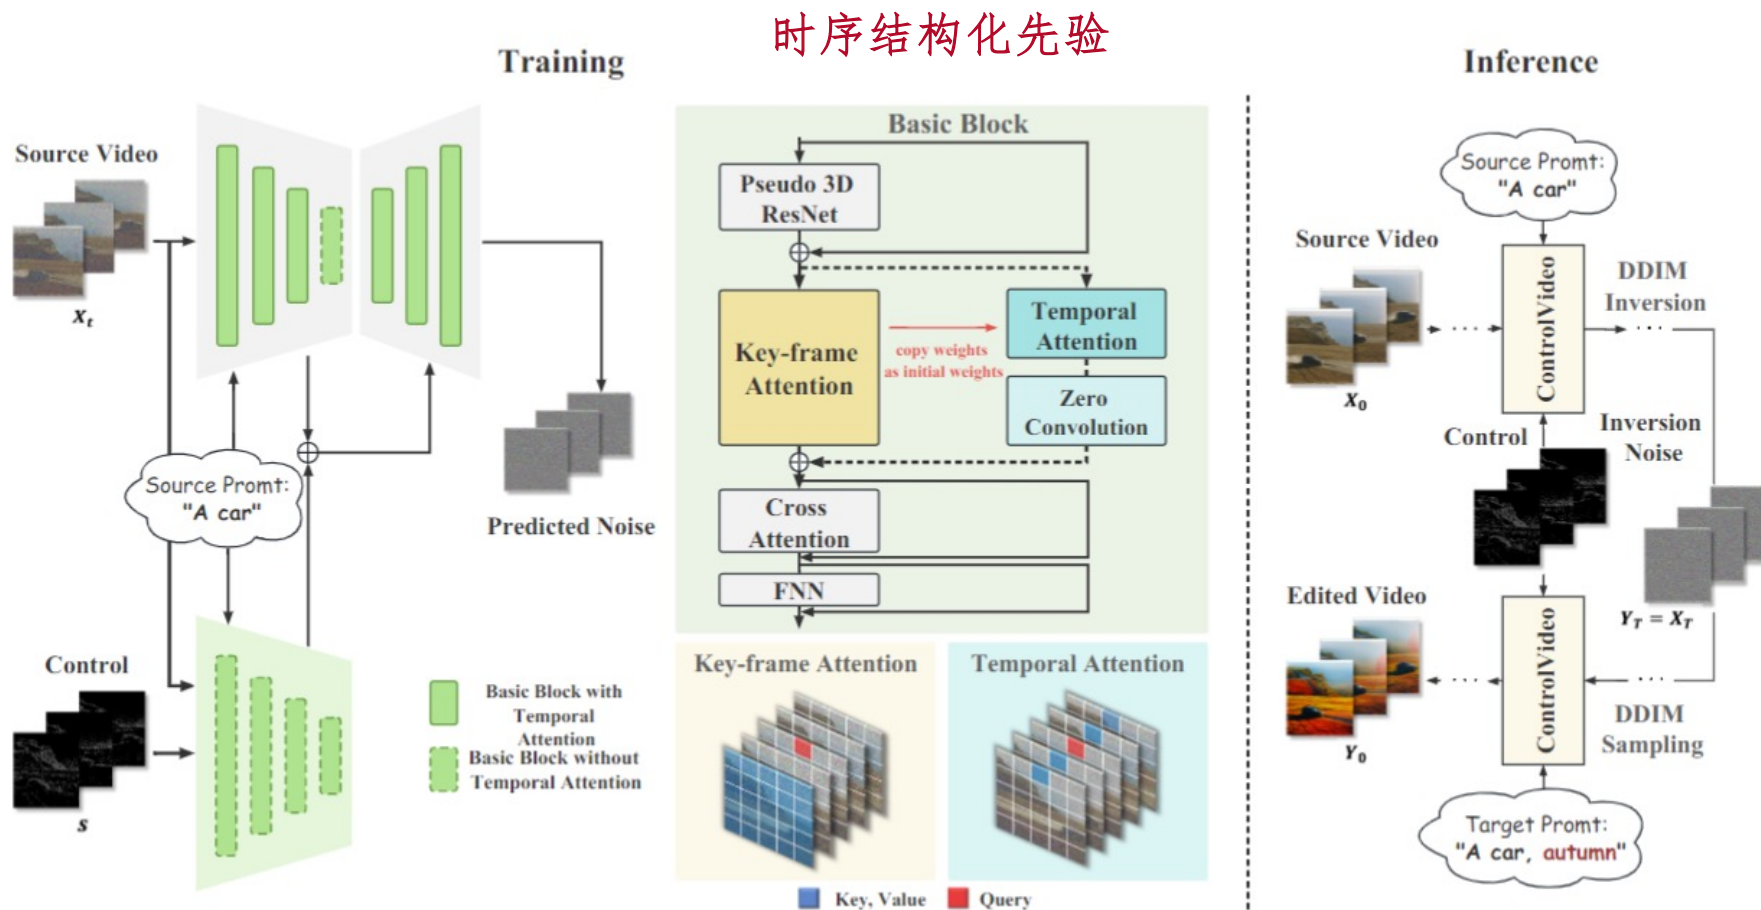 时序结构化先验
Training
Source Video
X_t
Source Promt:
"A car"
Predicted Noise
Control
s
Basic Block with
Temporal
Attention
Basic Block without
Temporal Attention
Basic Block
Pseudo 3D
ResNet
Key-frame
Attention
copy weights
as initial weights
Temporal
Attention
Zero
Convolution
Cross
Attention
FNN
Key-frame Attention
Temporal Attention
Key, Value
Query
Inference
Source Promt:
"A car"
Source Video
X_0
ControlVideo
DDIM
Inversion
Control
Inversion
Noise
Y_T = X_T
Edited Video
Y_0
ControlVideo
DDIM
Sampling
Target Promt:
"A car, autumn"